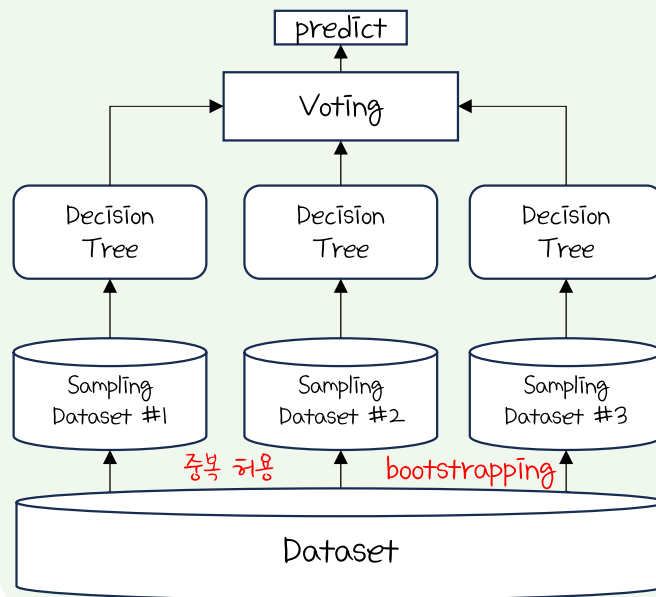 predict
Voting
Decision
Tree
Decision
Tree
Decision
Tree
Sampling
Dataset #1
Sampling
Dataset #2
Sampling
Dataset #3
중복 허용
bootstrapping
Dataset